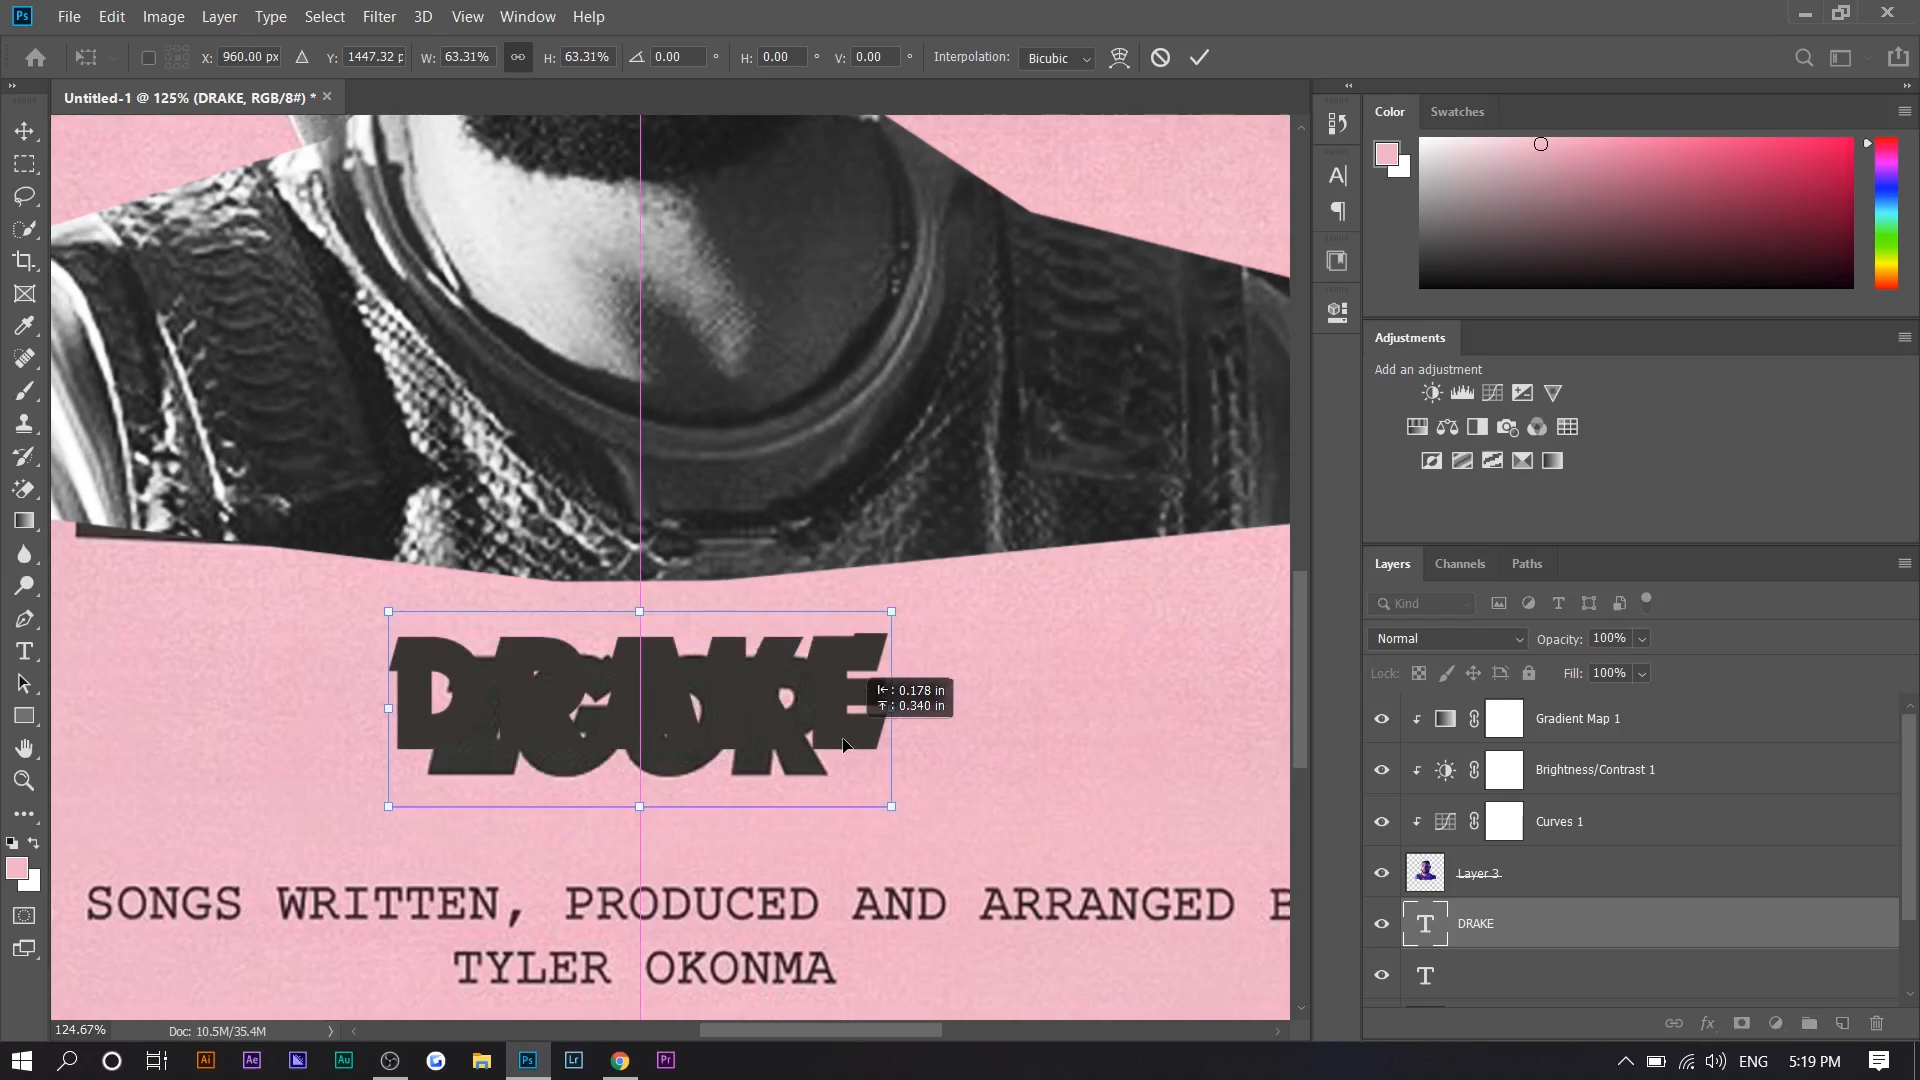 File Edit Image Layer Type Select Filter 3D View Window Help
X: 960.00 px Y: 1447.32 p W: 63.31% H: 63.31% 0.00 ° H: 0.00 ° V: 0.00 ° Interpolation: Bicubic
Untitled-1 @ 125% (DRAKE, RGB/8#) *
Color Swatches
Adjustments
Add an adjustment
Layers Channels Paths
Kind
Normal Opacity: 100%
Lock: Fill: 100%
Gradient Map 1
Brightness/Contrast 1
Curves 1
Layer 3
DRAKE
DRAKE
IGOR
: 0.178 in
: 0.340 in
SONGS WRITTEN, PRODUCED AND ARRANGED B
TYLER OKONMA
124.67% Doc: 10.5M/35.4M
ENG 5:19 PM